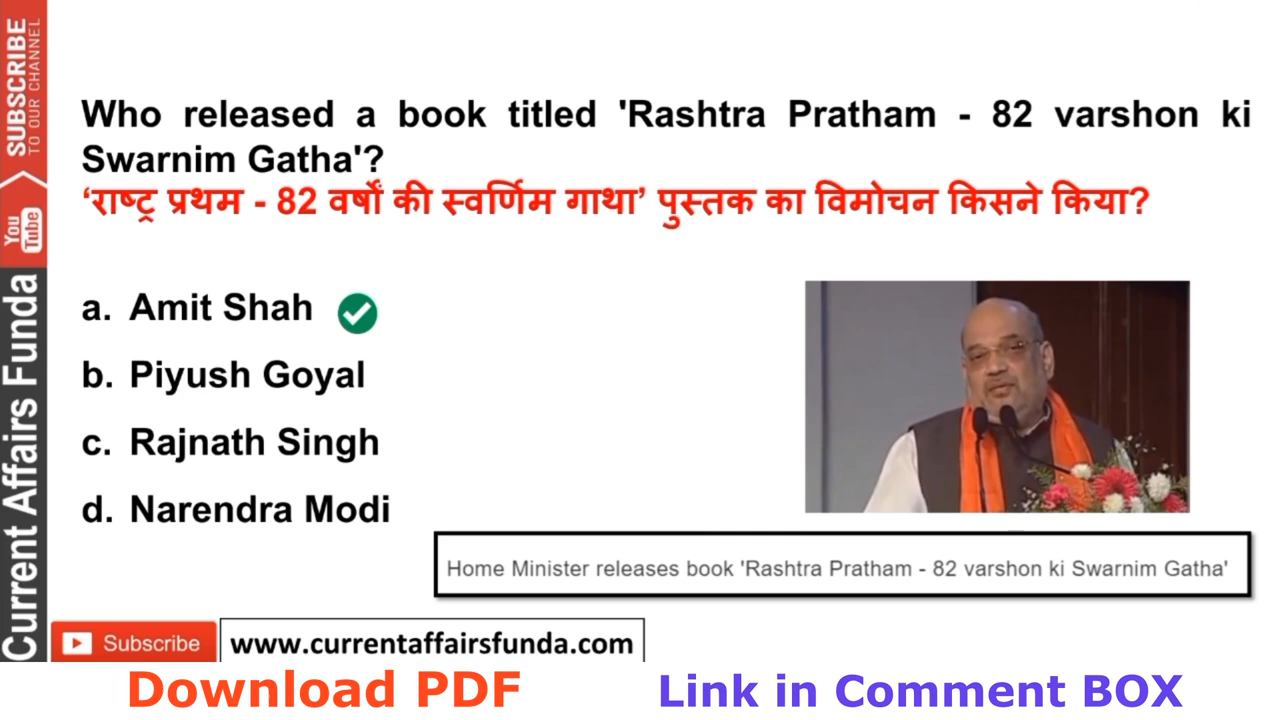 SUBSCRIBE
TO OUR CHANNEL
You
Tube
Current Affairs Funda
Who released a book titled 'Rashtra Pratham - 82 varshon ki
Swarnim Gatha'?
‘राष्ट्र प्रथम - 82 वर्षों की स्वर्णिम गाथा’ पुस्तक का विमोचन किसने किया?
a. Amit Shah
b. Piyush Goyal
c. Rajnath Singh
d. Narendra Modi
Home Minister releases book 'Rashtra Pratham - 82 varshon ki Swarnim Gatha'
Subscribe
www.currentaffairsfunda.com
Download PDF
Link in Comment BOX